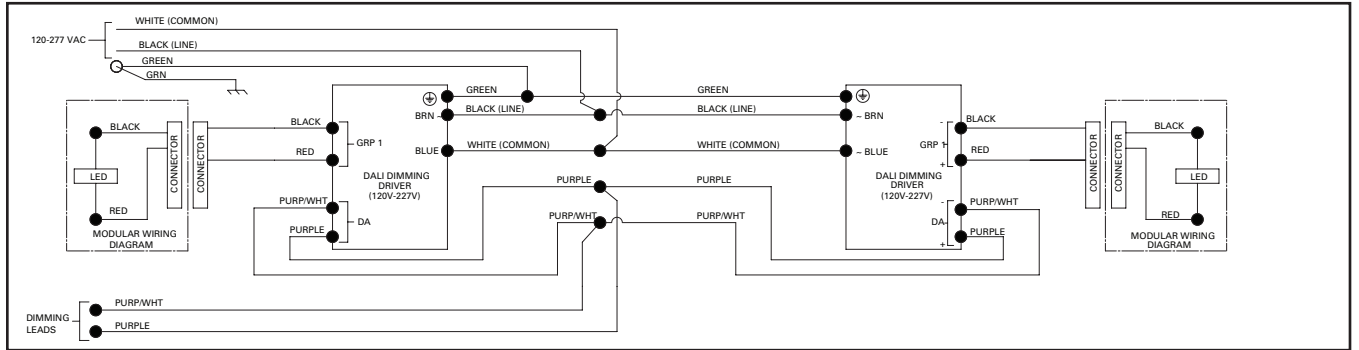 WHITE (COMMON)
120-277 VAC
BLACK (LINE)
GREEN
GRN
GREEN
GREEN
BLACK (LINE)
BLACK (LINE)
BRN ~
~ BRN
BLACK
BLACK
BLACK
BLACK
GRP 1
GRP 1
-
CONNECTOR
CONNECTOR
CONNECTOR
CONNECTOR
RED
BLUE
WHITE (COMMON)
WHITE (COMMON)
~ BLUE
+
RED
LED
LED
DALI DIMMING
DRIVER
(120V-227V)
DALI DIMMING
DRIVER
(120V-227V)
PURPLE
PURPLE
PURP/WHT
-
PURP/WHT
RED
RED
DA
PURP/WHT
PURP/WHT
DA
PURPLE
+
PURPLE
MODULAR WIRING
DIAGRAM
MODULAR WIRING
DIAGRAM
PURP/WHT
DIMMING
LEADS
PURPLE